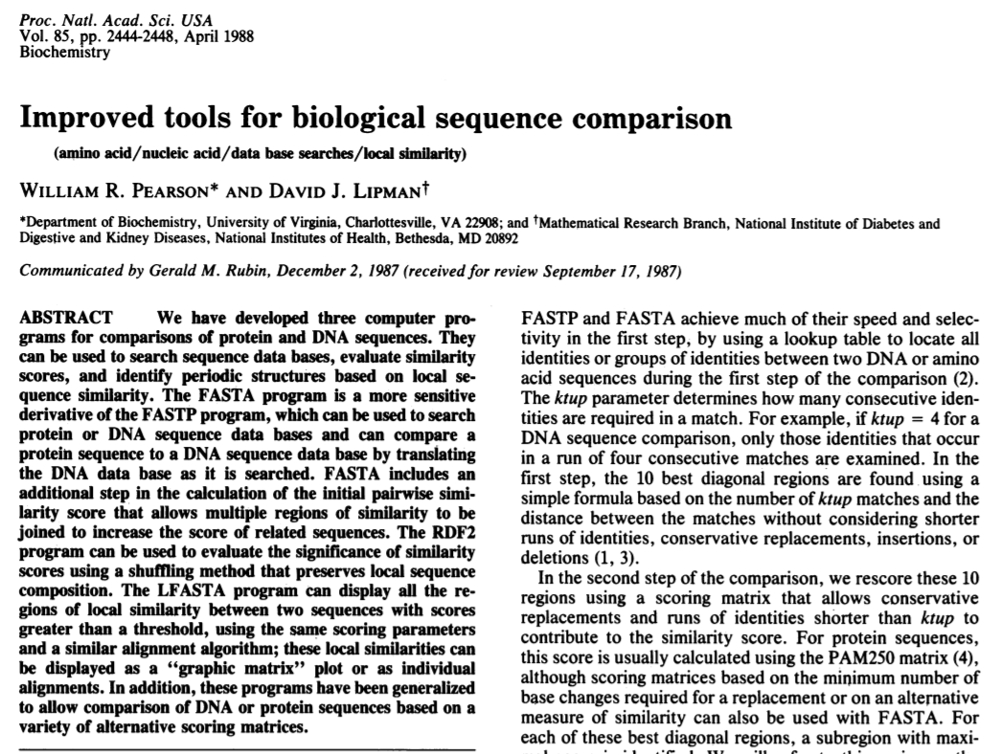 Proc. Natl. Acad. Sci. USA
Vol. 85, pp. 2444-2448, April 1988
Biochemistry
Improved tools for biological sequence comparison
(amino acid/nucleic acid/data base searches/local similarity)
WILLIAM R. PEARSON* AND DAVID J. LIPMAN†
*Department of Biochemistry, University of Virginia, Charlottesville, VA 22908; and †Mathematical Research Branch, National Institute of Diabetes and
Digestive and Kidney Diseases, National Institutes of Health, Bethesda, MD 20892
Communicated by Gerald M. Rubin, December 2, 1987 (received for review September 17, 1987)
ABSTRACT We have developed three computer pro-
grams for comparisons of protein and DNA sequences. They
can be used to search sequence data bases, evaluate similarity
scores, and identify periodic structures based on local se-
quence similarity. The FASTA program is a more sensitive
derivative of the FASTP program, which can be used to search
protein or DNA sequence data bases and can compare a
protein sequence to a DNA sequence data base by translating
the DNA data base as it is searched. FASTA includes an
additional step in the calculation of the initial pairwise simi-
larity score that allows multiple regions of similarity to be
joined to increase the score of related sequences. The RDF2
program can be used to evaluate the significance of similarity
scores using a shuffling method that preserves local sequence
composition. The LFASTA program can display all the re-
gions of local similarity between two sequences with scores
greater than a threshold, using the same scoring parameters
and a similar alignment algorithm; these local similarities can
be displayed as a "graphic matrix" plot or as individual
alignments. In addition, these programs have been generalized
to allow comparison of DNA or protein sequences based on a
variety of alternative scoring matrices.
FASTP and FASTA achieve much of their speed and selec-
tivity in the first step, by using a lookup table to locate all
identities or groups of identities between two DNA or amino
acid sequences during the first step of the comparison (2).
The ktup parameter determines how many consecutive iden-
tities are required in a match. For example, if ktup = 4 for a
DNA sequence comparison, only those identities that occur
in a run of four consecutive matches are examined. In the
first step, the 10 best diagonal regions are found using a
simple formula based on the number of ktup matches and the
distance between the matches without considering shorter
runs of identities, conservative replacements, insertions, or
deletions (1, 3).
In the second step of the comparison, we rescore these 10
regions using a scoring matrix that allows conservative
replacements and runs of identities shorter than ktup to
contribute to the similarity score. For protein sequences,
this score is usually calculated using the PAM250 matrix (4),
although scoring matrices based on the minimum number of
base changes required for a replacement or on an alternative
measure of similarity can also be used with FASTA. For
each of these best diagonal regions, a subregion with maxi-